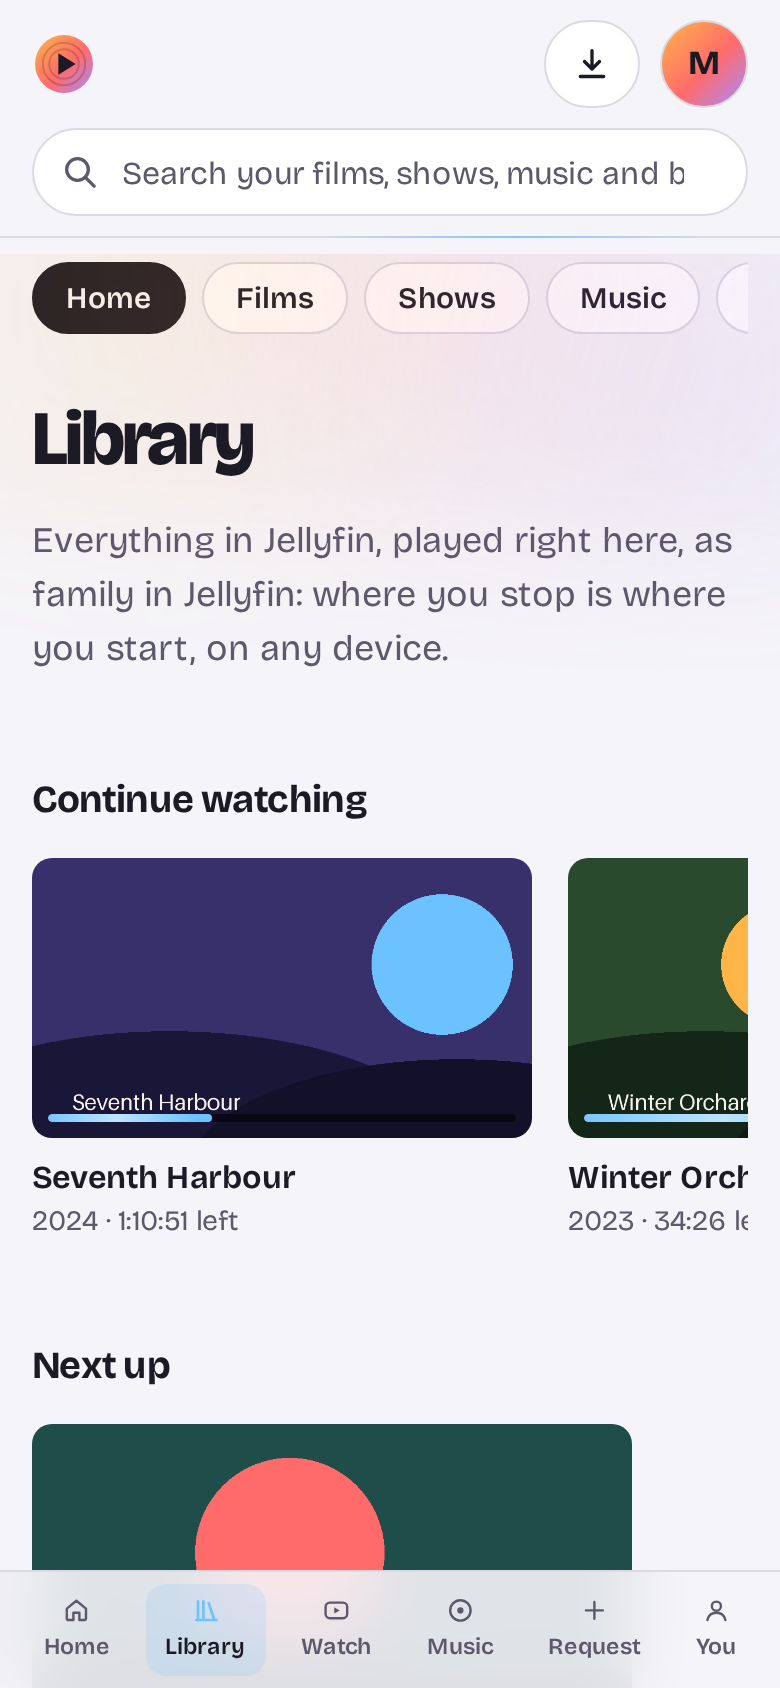 M
Search your films, shows, music and b
Home Films Shows Music
Library
Everything in Jellyfin, played right here, as
family in Jellyfin: where you stop is where
you start, on any device.
Continue watching
Seventh Harbour Winter Orchar
Seventh Harbour Winter Orch
2024 · 1:10:51 left 2023 · 34:26 le
Next up
Home Library Watch Music Request You